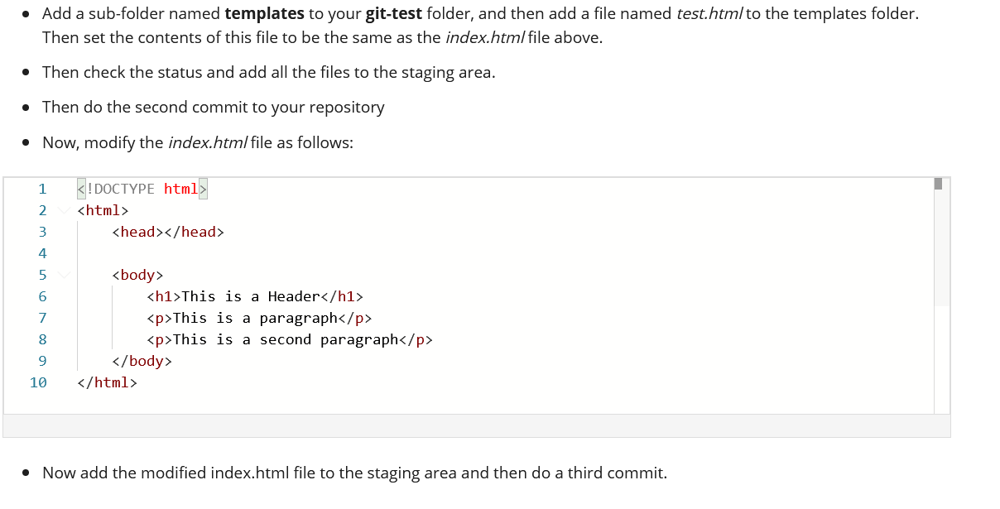 • Add a sub-folder named templates to your git-test folder, and then add a file named test.html to the templates folder.
Then set the contents of this file to be the same as the index.html file above.
• Then check the status and add all the files to the staging area.
• Then do the second commit to your repository
• Now, modify the index.html file as follows:
1 <!DOCTYPE html>
2 <html>
3     <head></head>
4
5     <body>
6         <h1>This is a Header</h1>
7         <p>This is a paragraph</p>
8         <p>This is a second paragraph</p>
9     </body>
10 </html>
• Now add the modified index.html file to the staging area and then do a third commit.